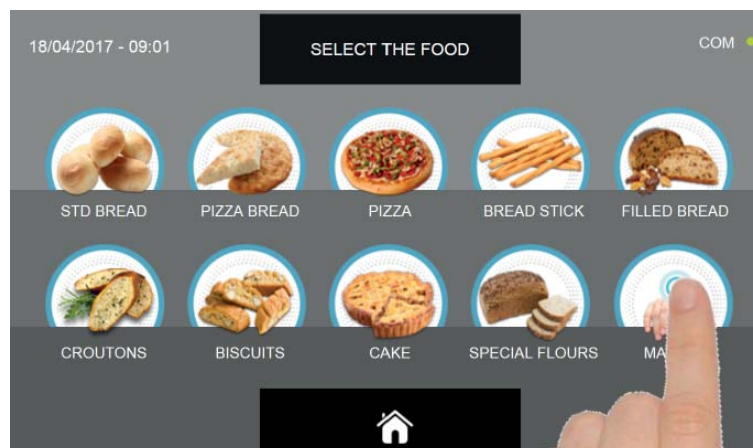 18/04/2017 - 09:01
SELECT THE FOOD
COM
STD BREAD
PIZZA BREAD
PIZZA
BREAD STICK
FILLED BREAD
CROUTONS
BISCUITS
CAKE
SPECIAL FLOURS